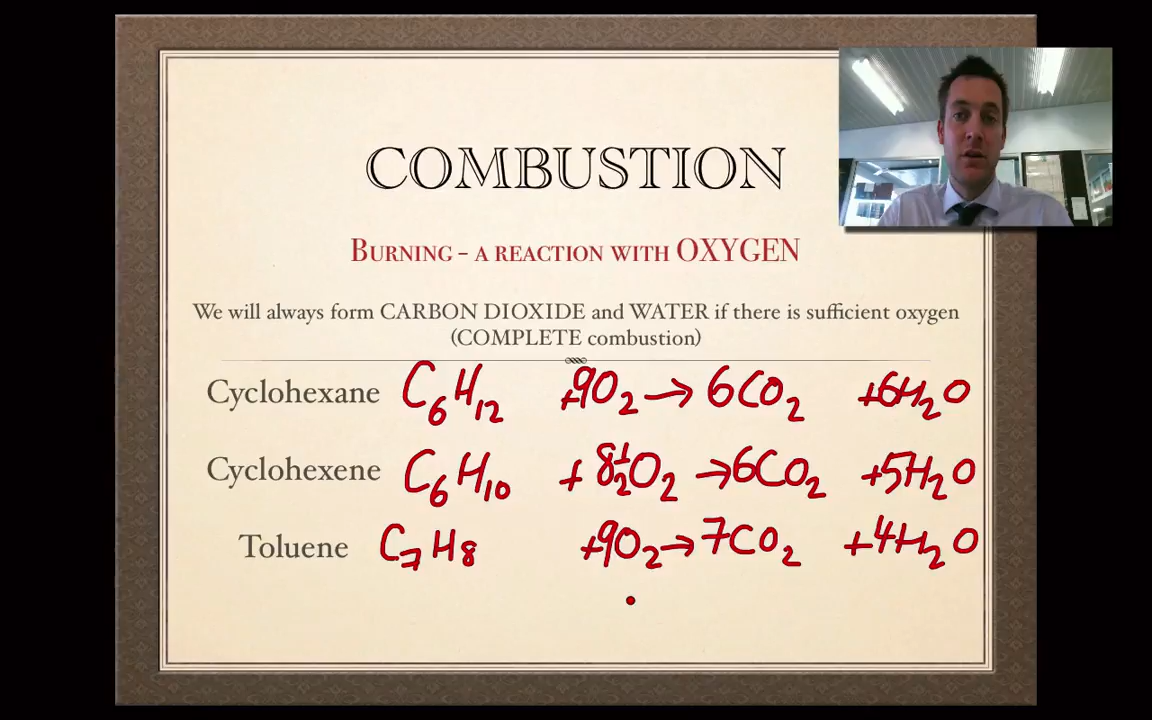 COMBUSTION
BURNING - A REACTION WITH OXYGEN
We will always form CARBON DIOXIDE and WATER if there is sufficient oxygen
(COMPLETE combustion)
Cyclohexane C₆H₁₂ +9O₂ → 6CO₂ +6H₂O
Cyclohexene C₆H₁₀ + 8½O₂ → 6CO₂ +5H₂O
Toluene C₇H₈ +9O₂ → 7CO₂ +4H₂O